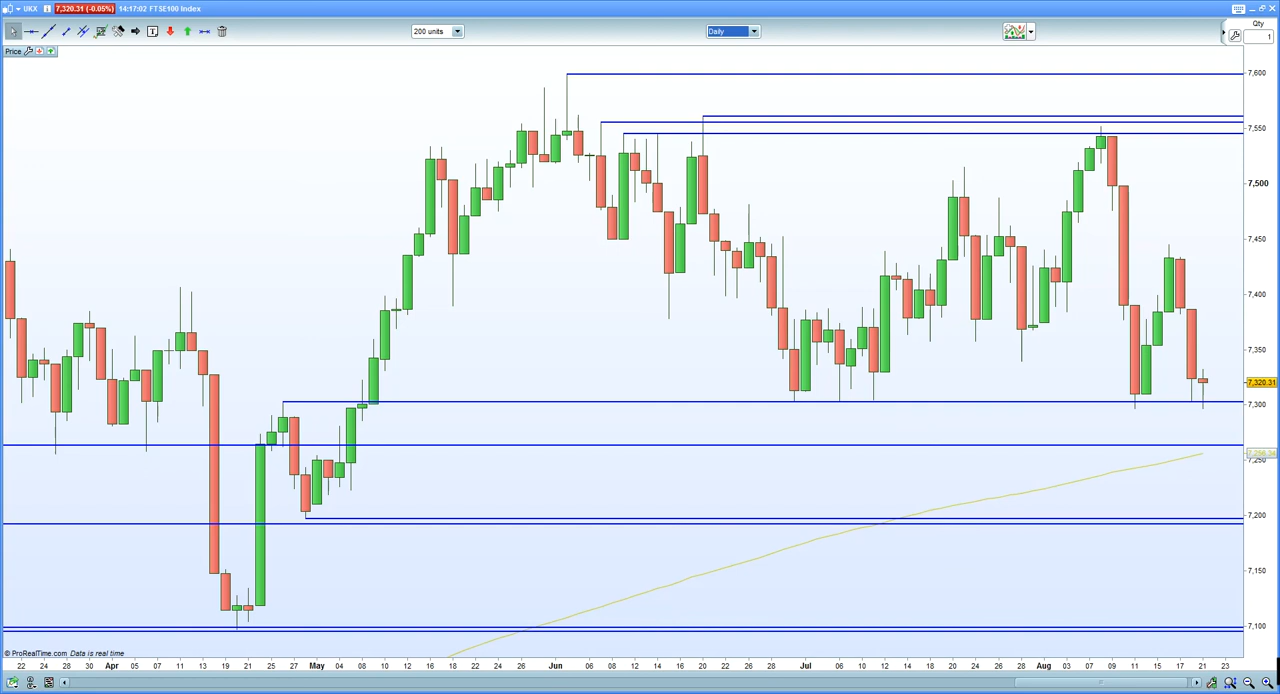 UKX 7,320.31 (-0.05%) 14:17:02 FTSE100 Index
200 units Daily Qty
1
Price
7,600
7,550
7,500
7,450
7,400
7,350
7,320.31
7,300
7,250
7,200
7,150
7,100
© ProRealTime.com Data is real time
22 24 28 30 Apr 05 07 11 13 19 21 25 27 May 04 08 10 12 16 18 22 24 28 Jun 06 08 12 14 16 20 22 26 28 Jul 06 10 12 14 18 20 24 26 28 Aug 03 07 09 11 15 17 21 23